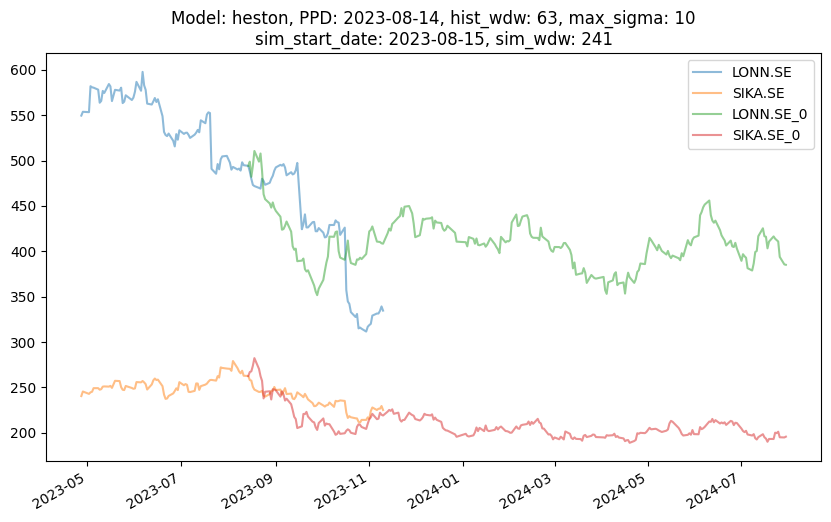 Model: heston, PPD: 2023-08-14, hist_wdw: 63, max_sigma: 10
sim_start_date: 2023-08-15, sim_wdw: 241
LONN.SE
SIKA.SE
LONN.SE_0
SIKA.SE_0
600
550
500
450
400
350
300
250
200
2023-05
2023-07
2023-09
2023-11
2024-01
2024-03
2024-05
2024-07